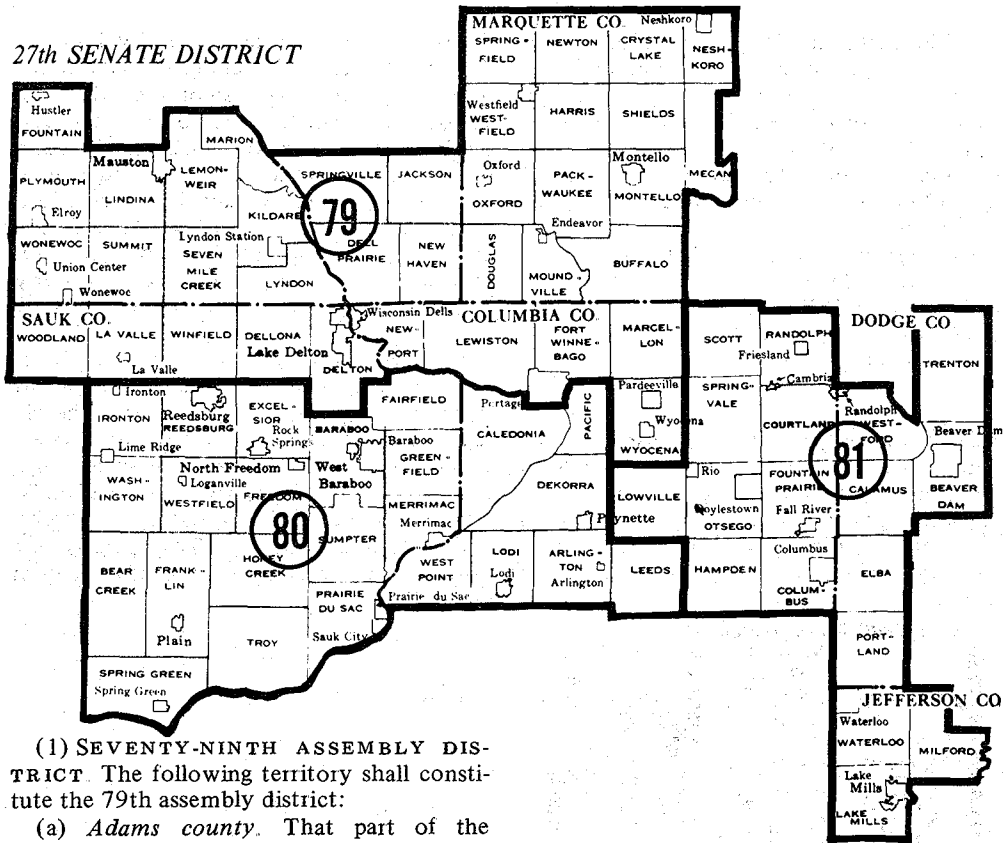 27th SENATE DISTRICT
MARQUETTE CO.
Neshkoro
SPRING-
FIELD
NEWTON
CRYSTAL
LAKE
NESH-
KORO
Hustler
FOUNTAIN
Westfield
WEST-
FIELD
HARRIS
SHIELDS
MARION
Mauston
LEMON-
WEIR
PLYMOUTH
LINDINA
Elroy
SPRINGVILLE
JACKSON
79
KILDARE
Oxford
OXFORD
PACK-
WAUKEE
Montello
MONTELLO
MECAN
Endeavor
WONEWOC
SUMMIT
Union Center
Wonewoc
Lyndon Station
SEVEN
MILE
CREEK
LYNDON
DELL
PRAIRIE
NEW
HAVEN
DOUGLAS
MOUND-
VILLE
BUFFALO
SAUK CO.
WOODLAND
LA VALLE
La Valle
WINFIELD
DELLONA
Lake Delton
DELTON
Wisconsin Dells
NEW-
PORT
COLUMBIA CO.
LEWISTON
FORT
WINNE-
BAGO
MARCEL-
LON
SCOTT
RANDOLPH
Friesland
DODGE CO
TRENTON
Ironton
IRONTON
Reedsburg
REEDSBURG
EXCEL-
SIOR
Rock
Springs
BARABOO
Baraboo
FAIRFIELD
Portage
CALEDONIA
PACIFIC
Pardeeville
Wyocena
WYOCENA
SPRING-
VALE
Cambria
COURTLAND
Randolph
WEST-
FORD
Beaver Dam
BEAVER
DAM
Lime Ridge
WASH-
INGTON
North Freedom
Loganville
WESTFIELD
FREEDOM
West
Baraboo
GREEN-
FIELD
MERRIMAC
Merrimac
DEKORRA
LOWVILLE
Rio
Doylestown
OTSEGO
FOUNTAIN
PRAIRIE
Fall River
81
CALAMUS
80
SUMPTER
HONEY
CREEK
BEAR
CREEK
FRANK-
LIN
Plain
TROY
PRAIRIE
DU SAC
Prairie du Sac
Sauk City
WEST
POINT
LODI
Lodi
ARLING-
TON
Arlington
Poynette
LEEDS
HAMPDEN
Columbus
COLUM-
BUS
ELBA
PORT-
LAND
SPRING GREEN
Spring Green
JEFFERSON CO.
Waterloo
WATERLOO
MILFORD
Lake
Mills
LAKE
MILLS
(1) SEVENTY-NINTH ASSEMBLY DIS-
TRICT. The following territory shall consti-
tute the 79th assembly district:
(a) Adams county. That part of the